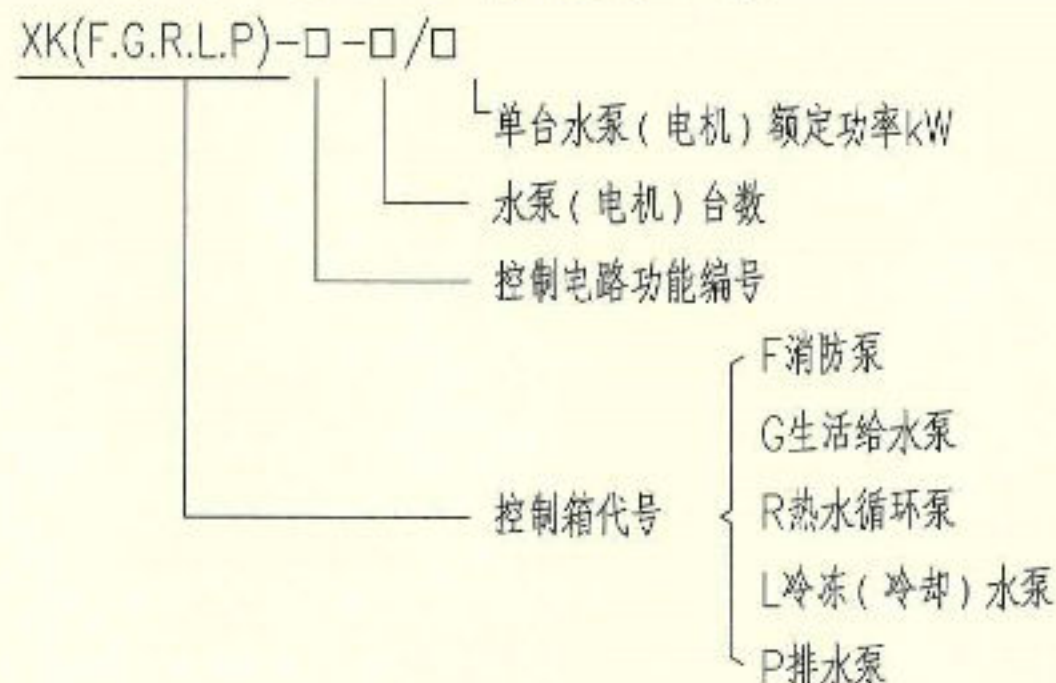 XK(F.G.R.L.P)-□-□/□
单台水泵(电机)额定功率kW
水泵(电机)台数
控制电路功能编号
F消防泵
G生活给水泵
控制箱代号
R热水循环泵
L冷冻(冷却)水泵
P排水泵